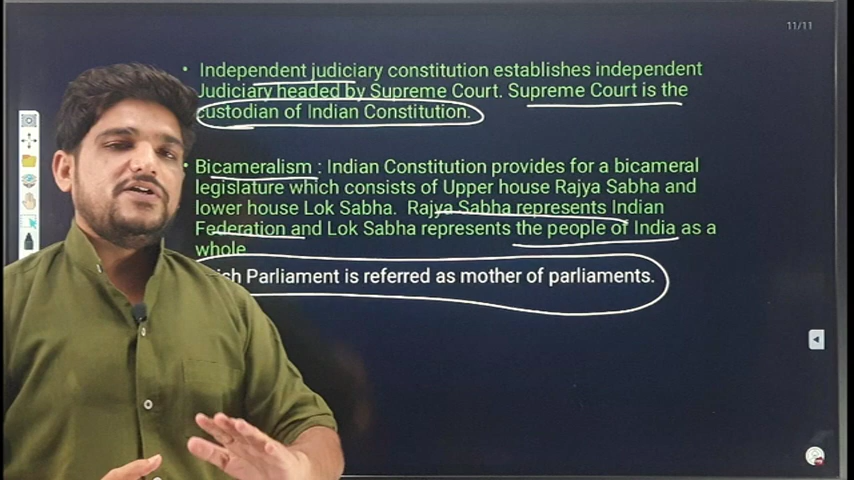 11/11
• Independent judiciary constitution establishes independent
Judiciary headed by Supreme Court. Supreme Court is the
custodian of Indian Constitution.
• Bicameralism : Indian Constitution provides for a bicameral
legislature which consists of Upper house Rajya Sabha and
lower house Lok Sabha. Rajya Sabha represents Indian
Federation and Lok Sabha represents the people of India as a
whole
Parliament is referred as mother of parliaments.